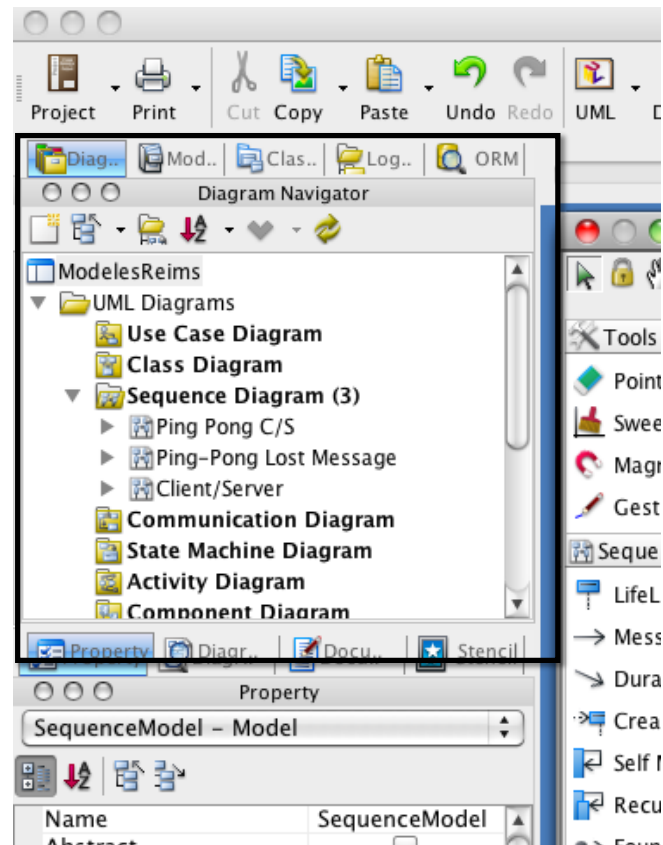 Project Print Cut Copy Paste Undo Redo UML
Diag.. Mod.. Clas.. Log.. ORM
Diagram Navigator
ModelesReims
UML Diagrams
Use Case Diagram
Class Diagram
Tools
Sequence Diagram (3)
Point
Ping Pong C/S
Swee
Ping-Pong Lost Message
Magn
Client/Server
Gest
Communication Diagram
State Machine Diagram
Seque
Activity Diagram
LifeL
Component Diagram
Property Diagr.. Docu.. Stencil
Mess
Property
Dura
SequenceModel - Model
Crea
Self M
Name SequenceModel
Recu
Abstract
Foun